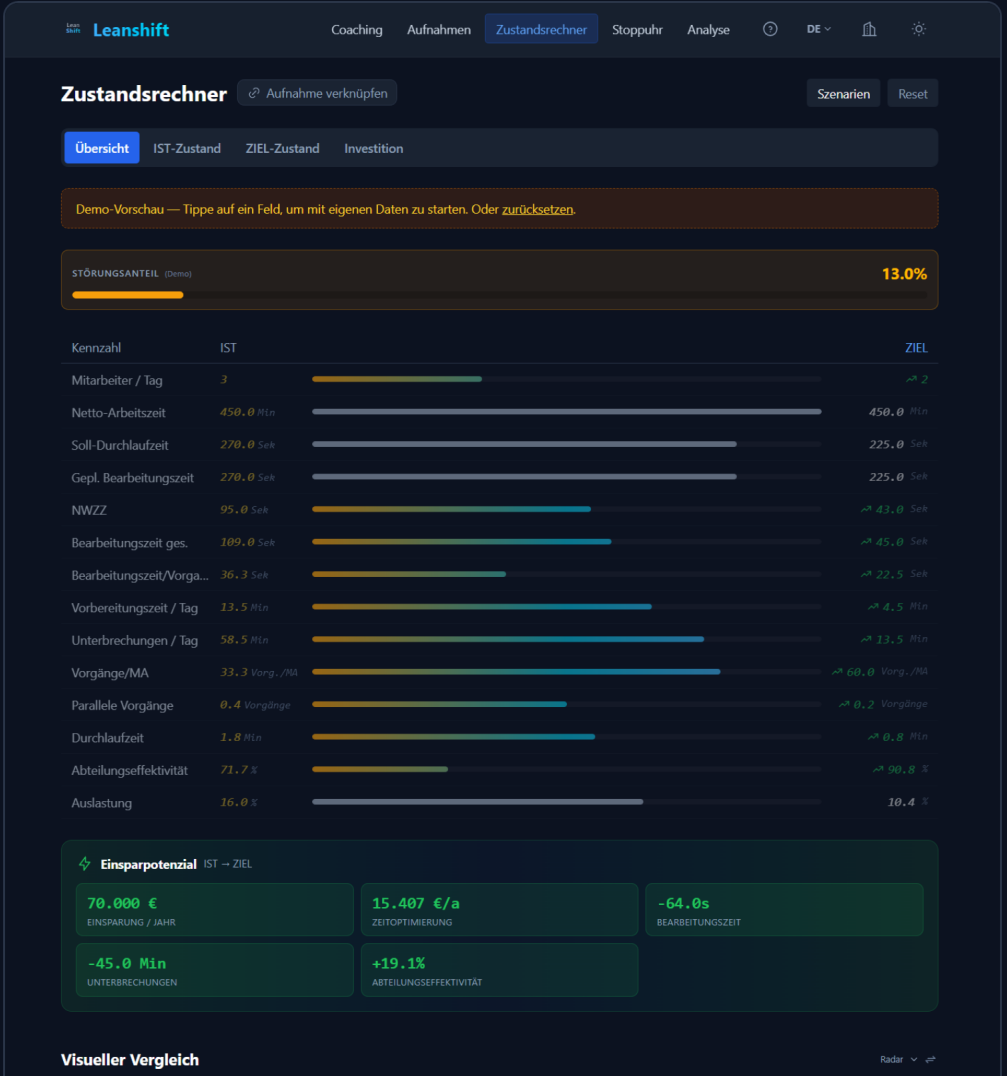 Lean
Shift
Leanshift
Coaching Aufnahmen Zustandsrechner Stoppuhr Analyse ? DE
Zustandsrechner Aufnahme verknüpfen Szenarien Reset
Übersicht IST-Zustand ZIEL-Zustand Investition
Demo-Vorschau — Tippe auf ein Feld, um mit eigenen Daten zu starten. Oder zurücksetzen.
STÖRUNGSANTEIL (Demo) 13.0%
Kennzahl IST ZIEL
Mitarbeiter / Tag 3 2
Netto-Arbeitszeit 450.0 Min 450.0 Min
Soll-Durchlaufzeit 270.0 Sek 225.0 Sek
Gepl. Bearbeitungszeit 270.0 Sek 225.0 Sek
NWZZ 95.0 Sek 43.0 Sek
Bearbeitungszeit ges. 109.0 Sek 45.0 Sek
Bearbeitungszeit/Vorga... 36.3 Sek 22.5 Sek
Vorbereitungszeit / Tag 13.5 Min 4.5 Min
Unterbrechungen / Tag 58.5 Min 13.5 Min
Vorgänge/MA 33.3 Vorg./MA 60.0 Vorg./MA
Parallele Vorgänge 0.4 Vorgänge 0.2 Vorgänge
Durchlaufzeit 1.8 Min 0.8 Min
Abteilungseffektivität 71.7 % 90.8 %
Auslastung 16.0 % 10.4 %
Einsparpotenzial IST → ZIEL
70.000 € 15.407 €/a -64.0s
EINSPARUNG / JAHR ZEITOPTIMIERUNG BEARBEITUNGSZEIT
-45.0 Min +19.1%
UNTERBRECHUNGEN ABTEILUNGSEFFEKTIVITÄT
Visueller Vergleich Radar